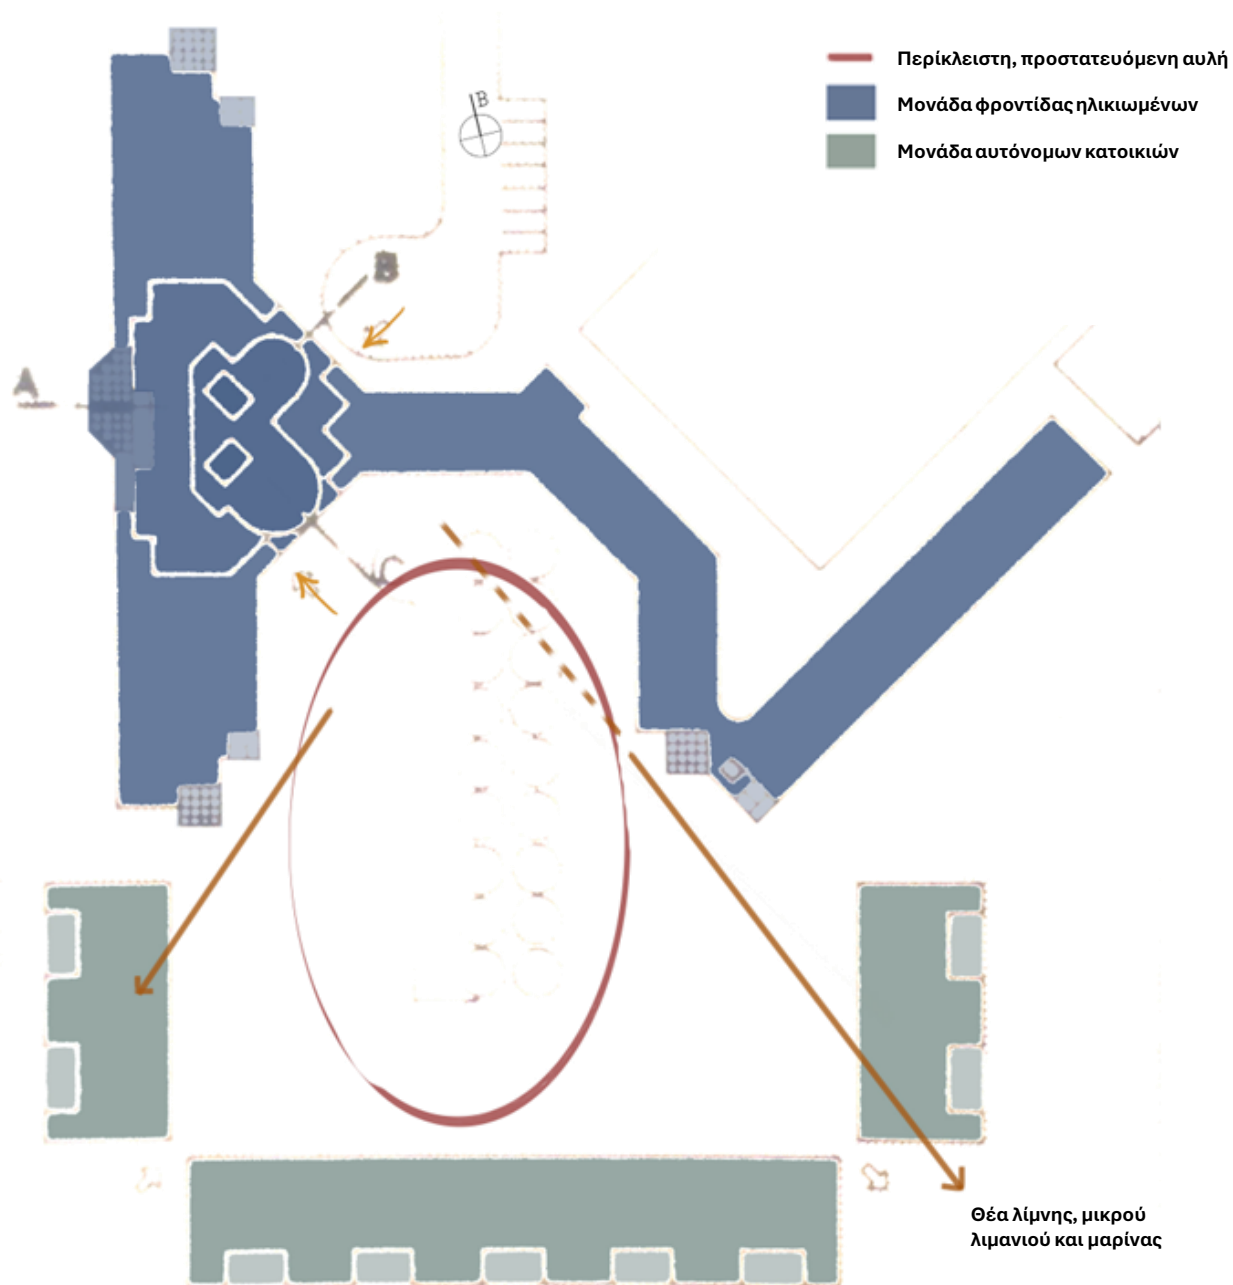 Περίκλειστη, προστατευόμενη αυλή
Μονάδα φροντίδας ηλικιωμένων
Μονάδα αυτόνομων κατοικιών
B
B
A
C
Θέα λίμνης, μικρού
λιμανιού και μαρίνας